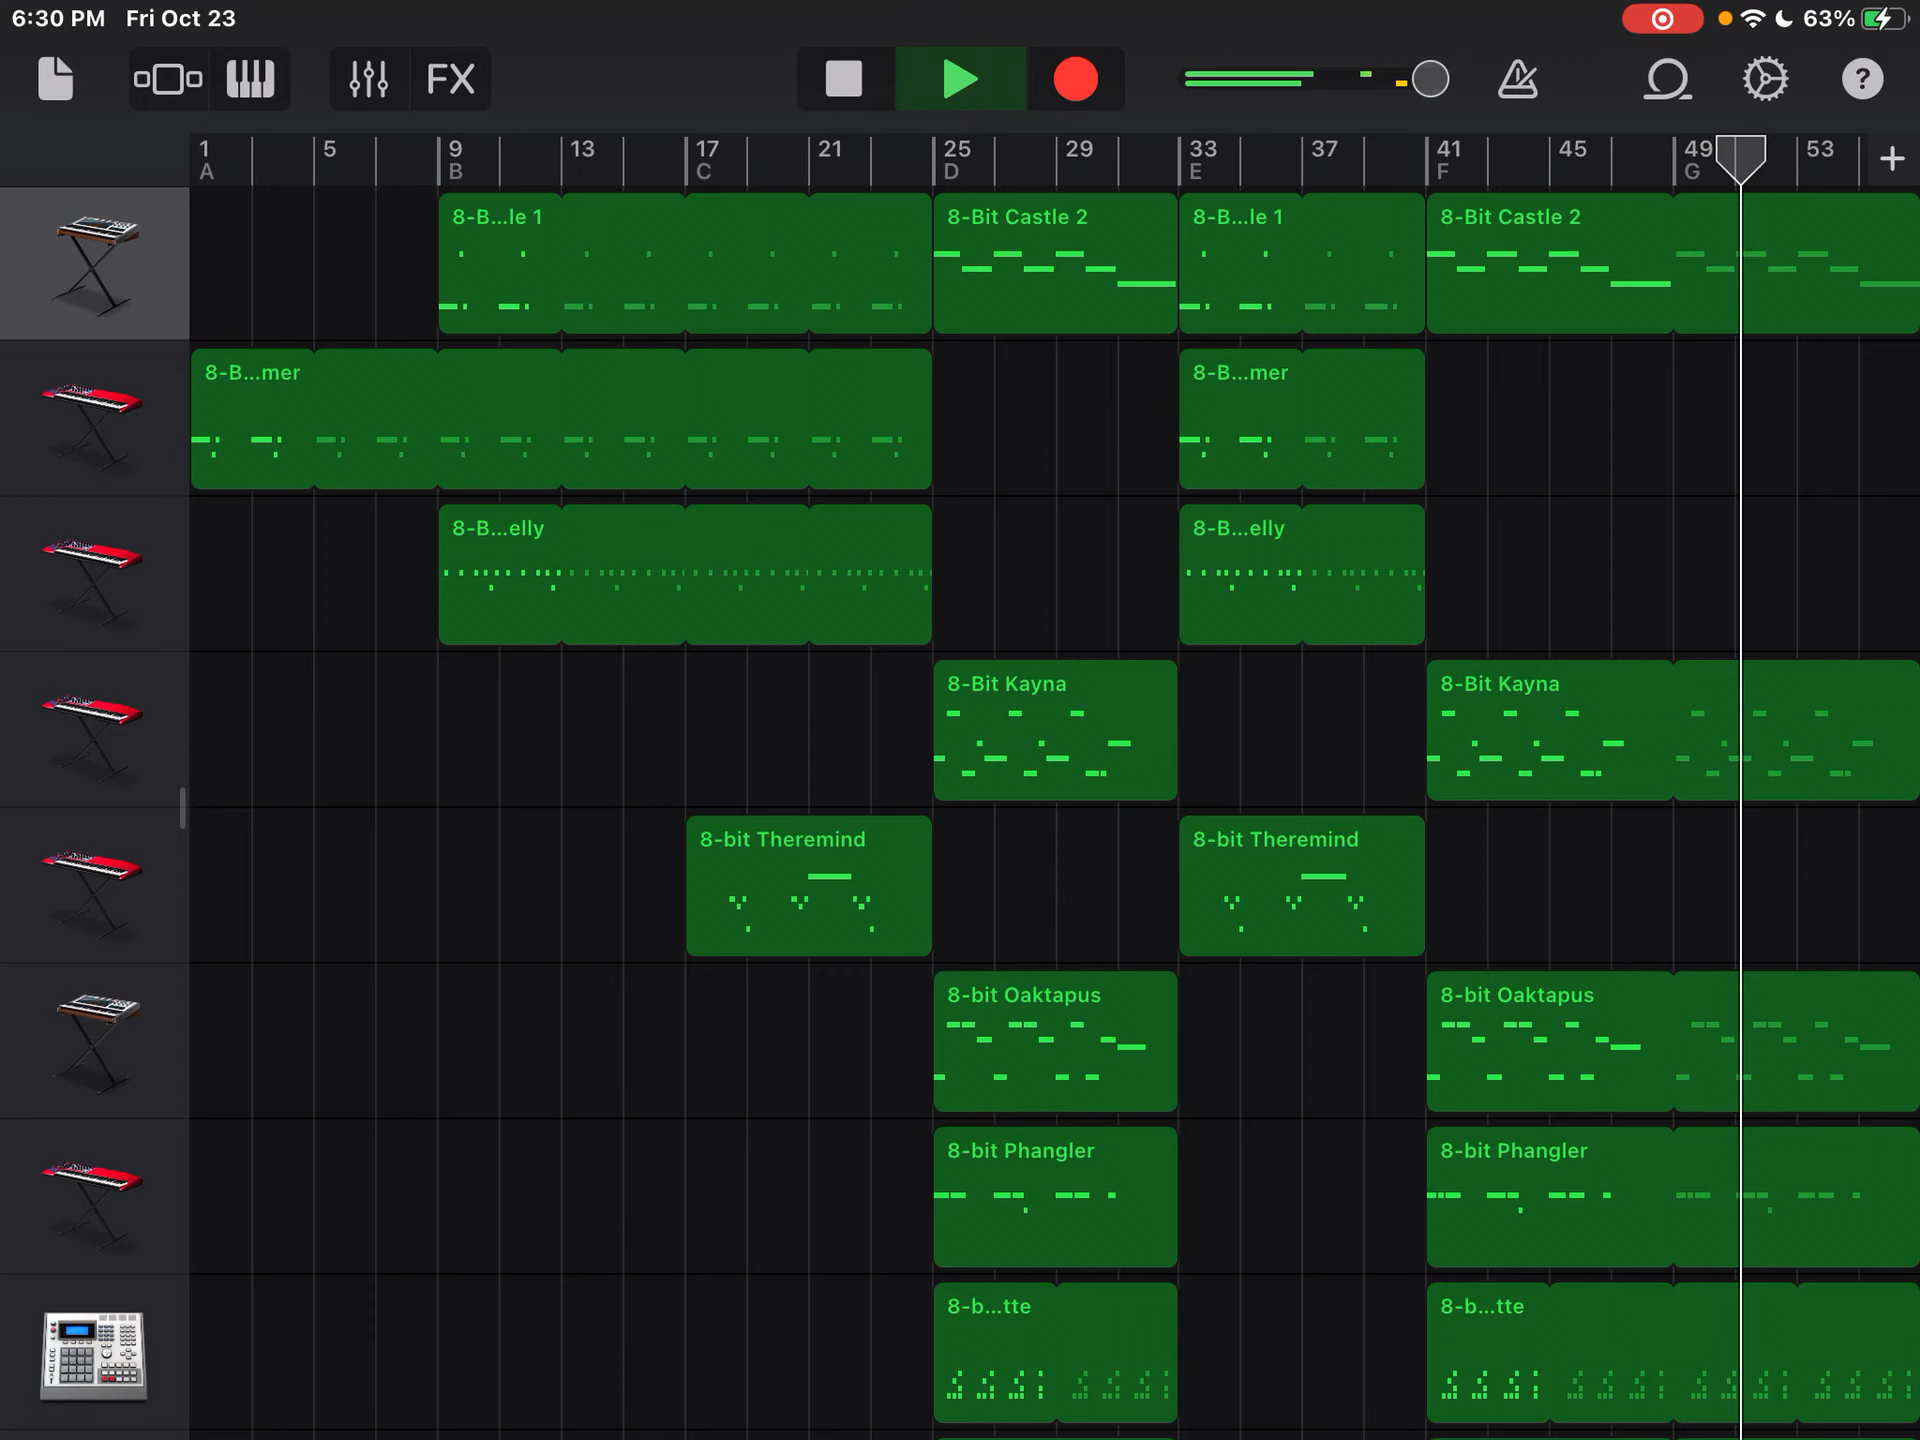 6:30 PM Fri Oct 23
63%
FX
?
1 5 9 13 17 21 25 29 33 37 41 45 49 53 +
A B C D E F G
8-B...le 1 8-Bit Castle 2 8-B...le 1 8-Bit Castle 2
8-B...mer 8-B...mer
8-B...elly 8-B...elly
8-Bit Kayna 8-Bit Kayna
8-bit Theremind 8-bit Theremind
8-bit Oaktapus 8-bit Oaktapus
8-bit Phangler 8-bit Phangler
8-b...tte 8-b...tte